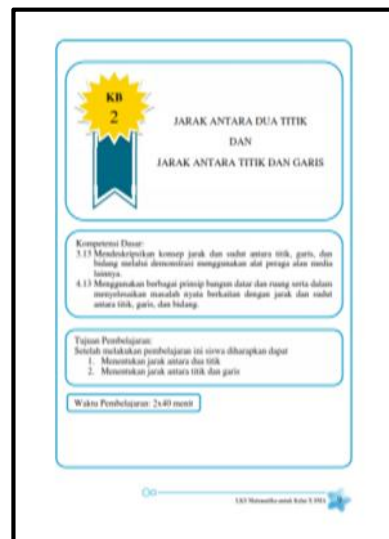 KB
2
JARAK ANTARA DUA TITIK
DAN
JARAK ANTARA TITIK DAN GARIS
Kompetensi Dasar:
3.13 Mendeskripsikan konsep jarak dan sudut antara titik, garis, dan
bidang melalui demonstrasi menggunakan alat peraga atau media
lainnya.
4.13 Menggunakan berbagai prinsip bangun datar dan ruang serta dalam
menyelesaikan masalah nyata berkaitan dengan jarak dan sudut
antara titik, garis, dan bidang.
Tujuan Pembelajaran:
Setelah melakukan pembelajaran ini siswa diharapkan dapat
1. Menentukan jarak antara dua titik
2. Menentukan jarak antara titik dan garis
Waktu Pembelajaran: 2x40 menit
LKS Matematika untuk Kelas X SMA